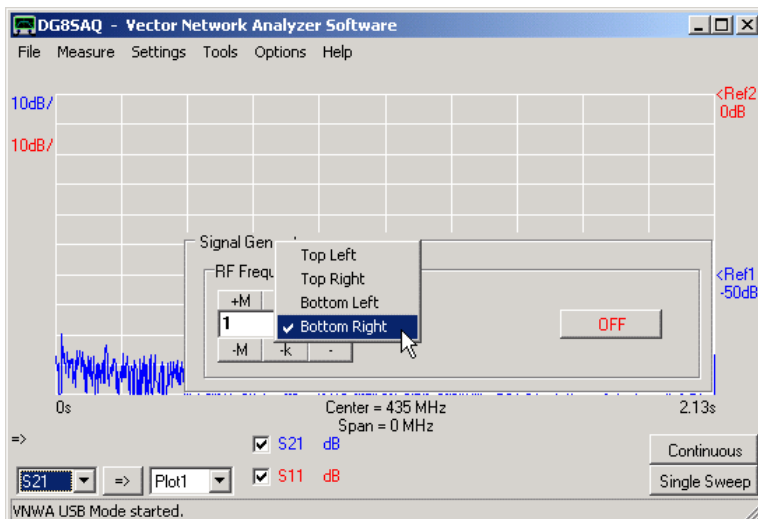 DG8SAQ - Vector Network Analyzer Software
File Measure Settings Tools Options Help
<Ref2
10dB/
0dB
10dB/
Signal Gen
Top Left
RF Frequ
Top Right
<Ref1
+M
Bottom Left
-50dB
1
Bottom Right
OFF
-M -k -
0s
Center = 435 MHz
2.13s
Span = 0 MHz
=>
S21 dB
Continuous
S21 => Plot1
S11 dB
Single Sweep
VNWA USB Mode started.